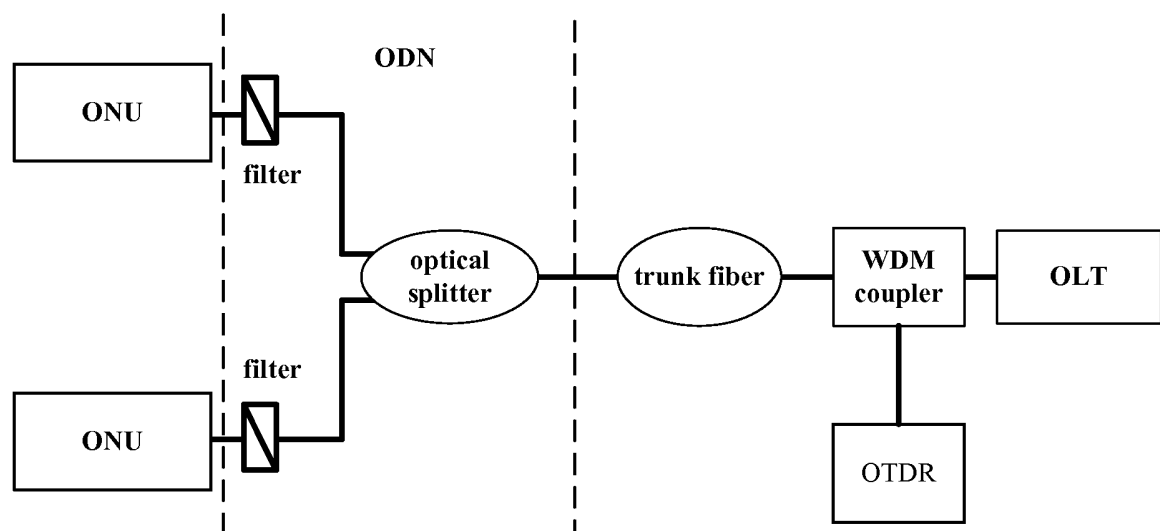 ODN
ONU
filter
optical
splitter
trunk fiber
WDM
coupler
OLT
filter
ONU
OTDR